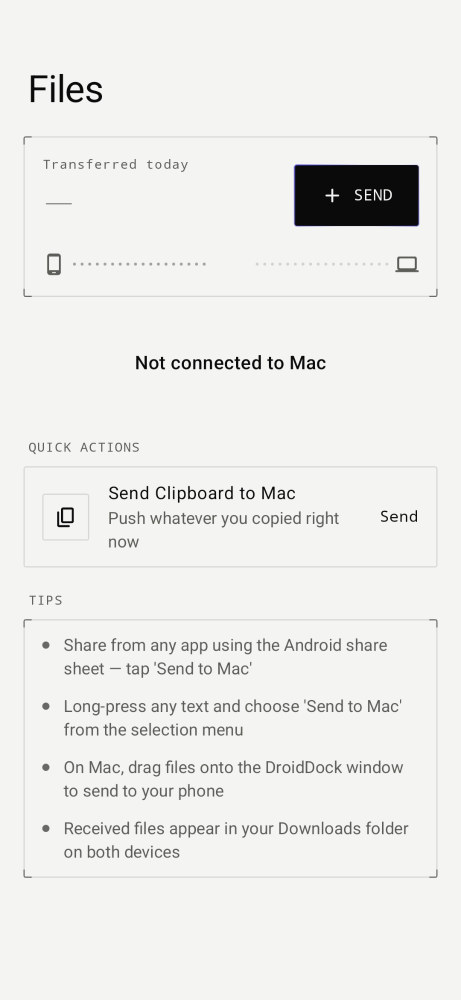 Files
Transferred today
—
+ SEND
Not connected to Mac
QUICK ACTIONS
Send Clipboard to Mac
Push whatever you copied right
now
Send
TIPS
• Share from any app using the Android share
sheet — tap 'Send to Mac'
• Long-press any text and choose 'Send to Mac'
from the selection menu
• On Mac, drag files onto the DroidDock window
to send to your phone
• Received files appear in your Downloads folder
on both devices